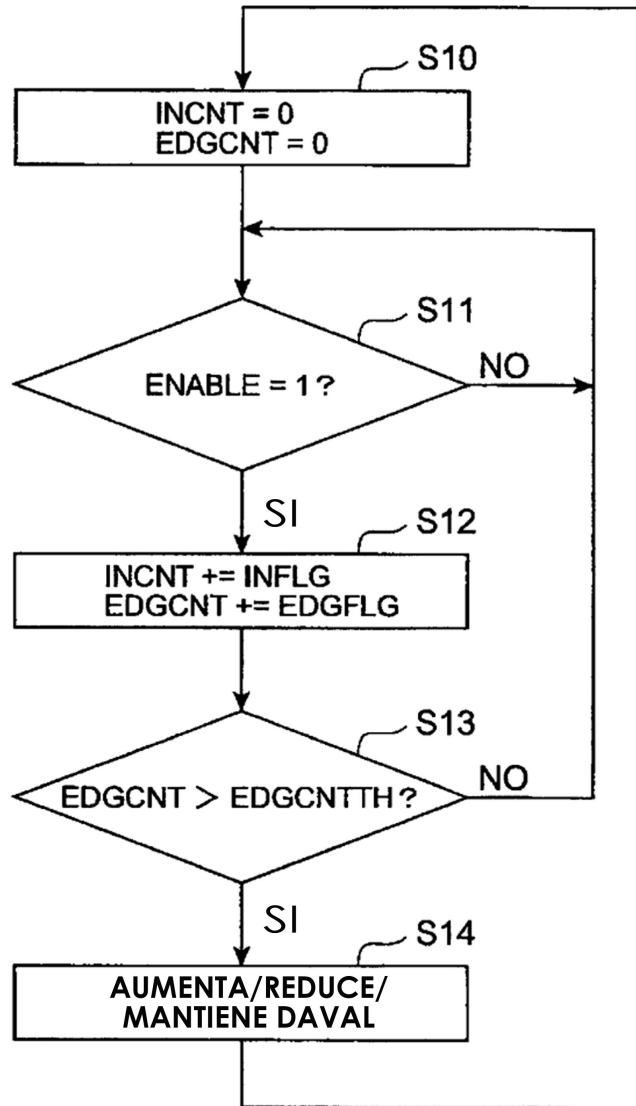 S10
INCNT = 0
EDGCNT = 0
S11
ENABLE = 1?
NO
SI
S12
INCNT += INFLG
EDGCNT += EDGFLG
S13
EDGCNT > EDGCNTTH?
NO
SI
S14
AUMENTA/REDUCE/
MANTIENE DAVAL